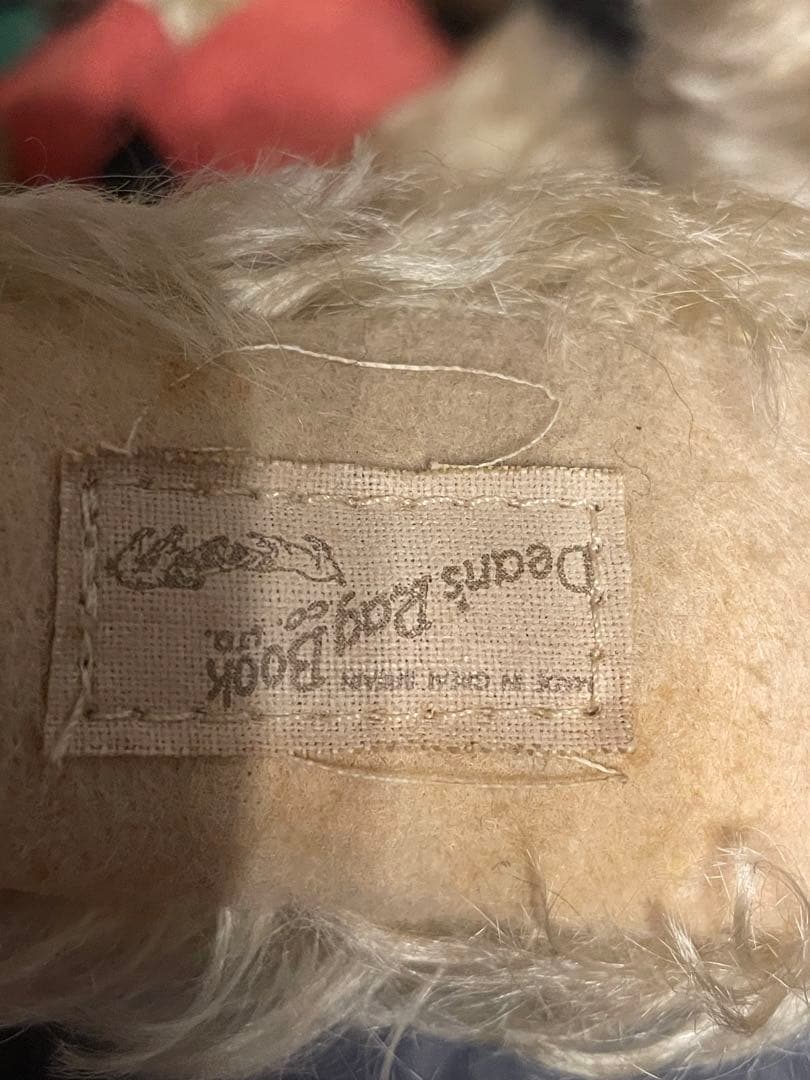 Dean's
Rag
Book
CO.
LTD.
MADE IN GREAT BRITAIN